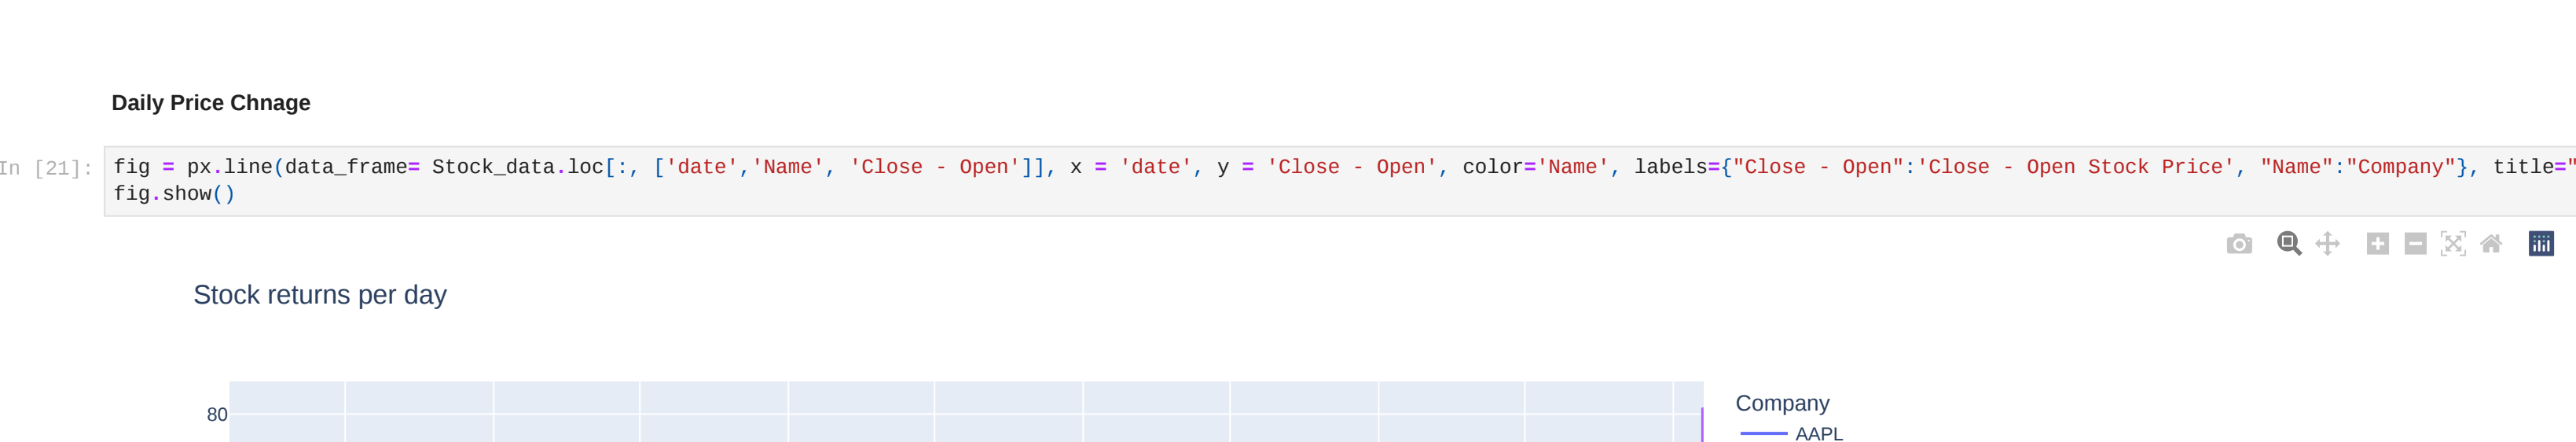 Daily Price Chnage
In [21]:
fig = px.line(data_frame= Stock_data.loc[:, ['date','Name', 'Close - Open']], x = 'date', y = 'Close - Open', color='Name', labels={"Close - Open":'Close - Open Stock Price', "Name":"Company"}, title="
fig.show()
Stock returns per day
80
Company
AAPL